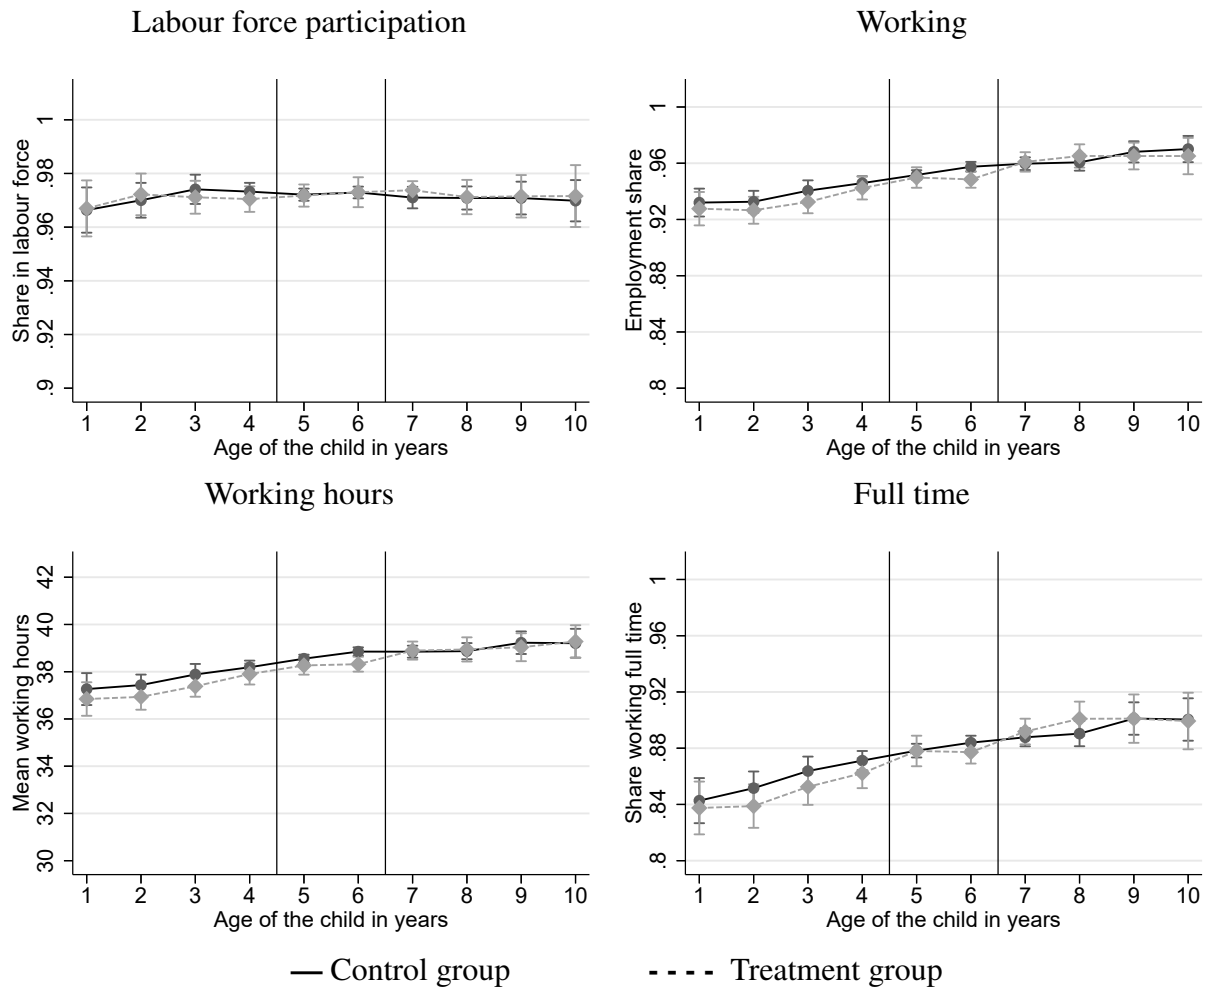 Labour force participation
Working
Share in labour force
1
.98
.96
.94
.92
.9
1 2 3 4 5 6 7 8 9 10
Age of the child in years
Employment share
1
.96
.92
.88
.84
.8
1 2 3 4 5 6 7 8 9 10
Age of the child in years
Working hours
Full time
Mean working hours
42
40
38
36
34
32
30
1 2 3 4 5 6 7 8 9 10
Age of the child in years
Share working full time
1
.96
.92
.88
.84
.8
1 2 3 4 5 6 7 8 9 10
Age of the child in years
Control group
Treatment group